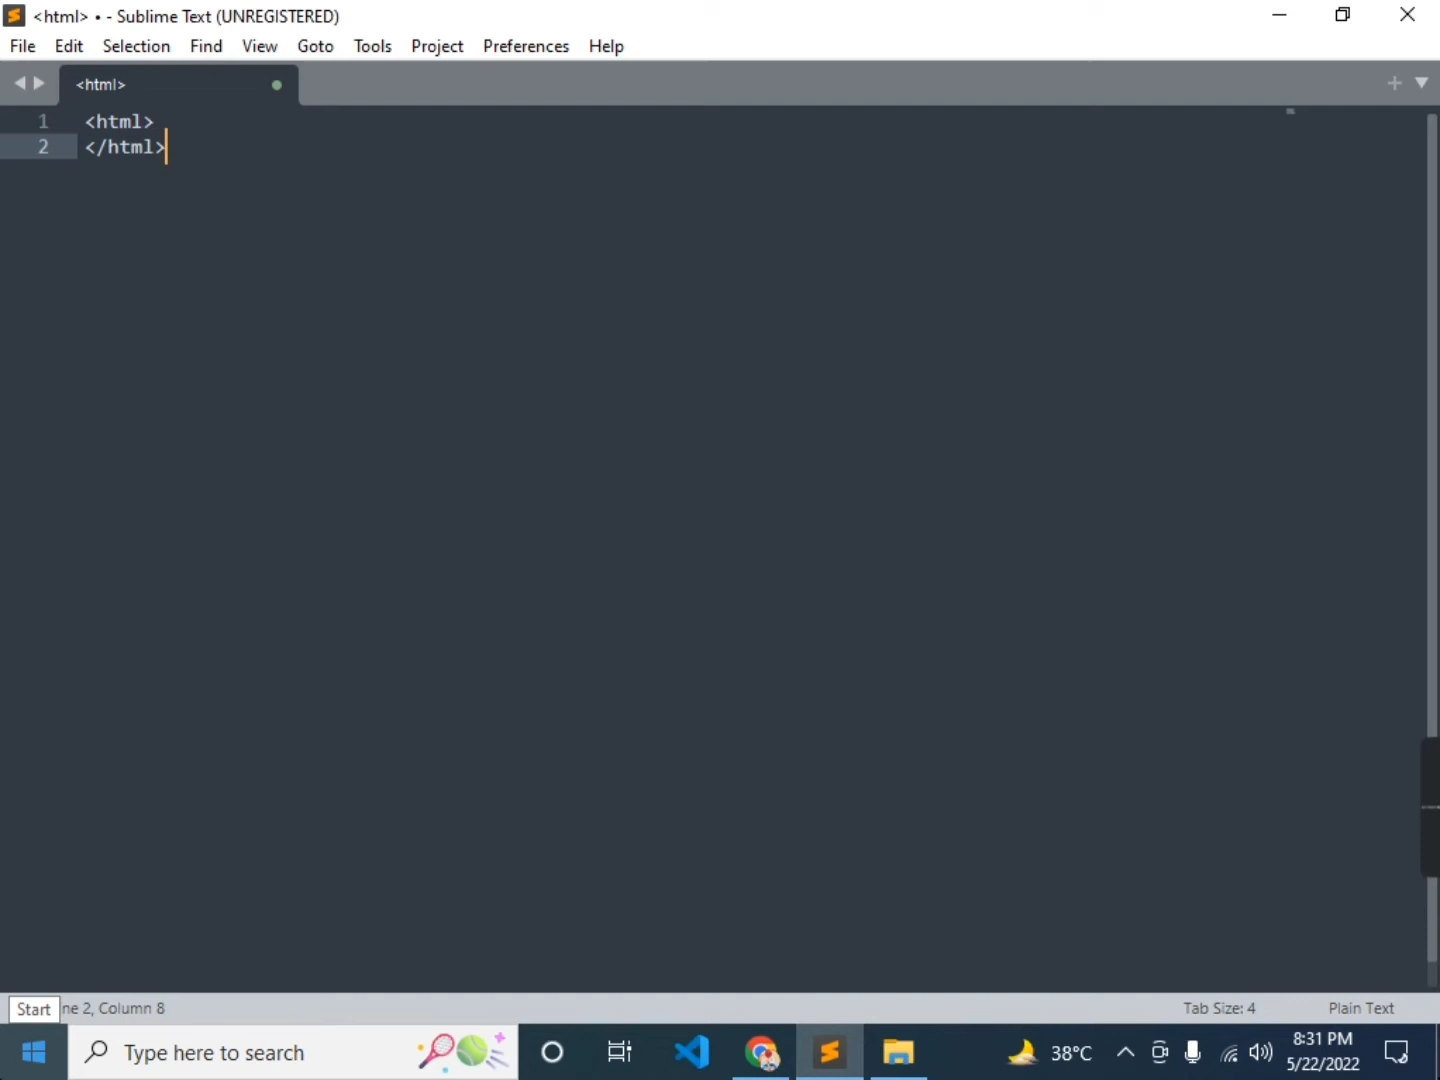 <html> • - Sublime Text (UNREGISTERED)
File Edit Selection Find View Goto Tools Project Preferences Help
<html>
1 <html>
2 </html>
Start ne 2, Column 8 Tab Size: 4 Plain Text
Type here to search 38°C 8:31 PM
5/22/2022